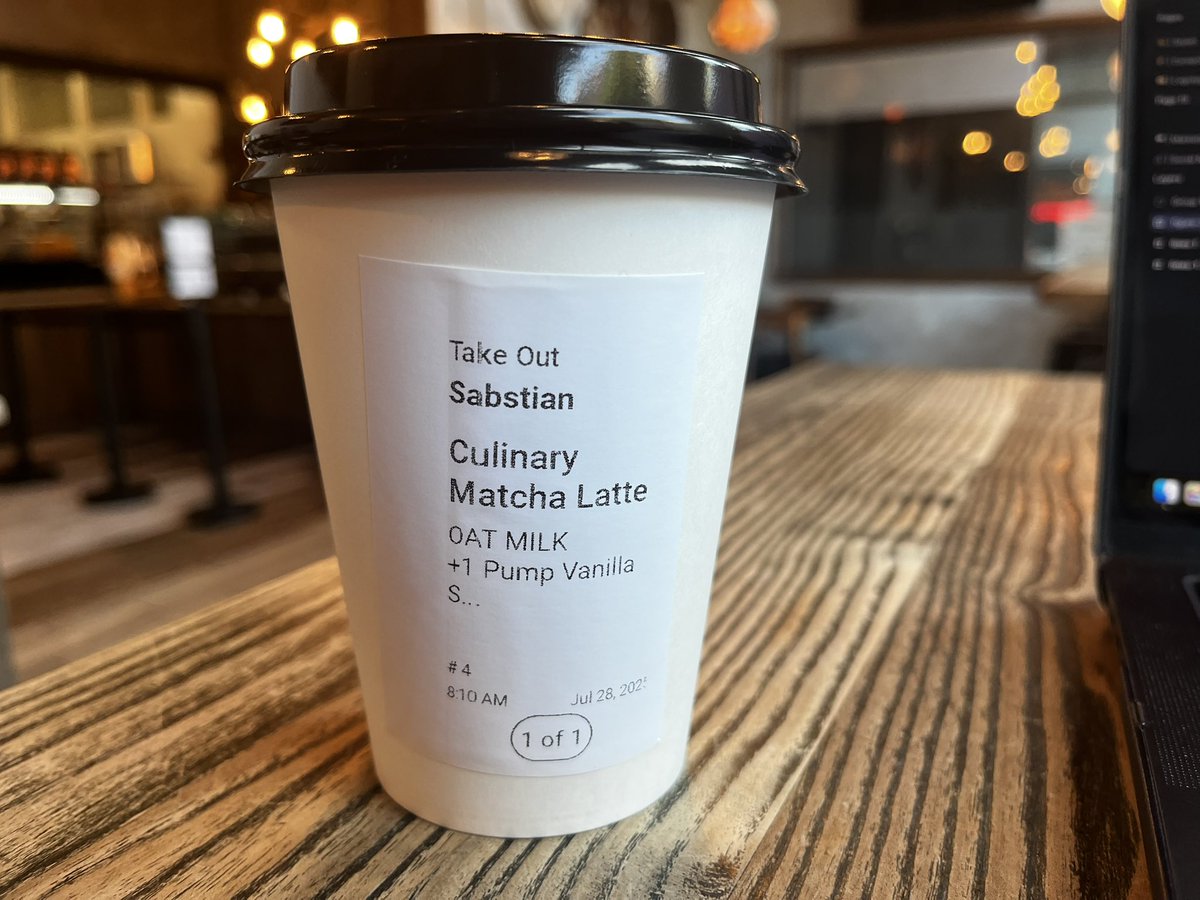 Take Out
Sabstian
Culinary
Matcha Latte
OAT MILK
+1 Pump Vanilla
S...
# 4
8:10 AM Jul 28, 2025
1 of 1